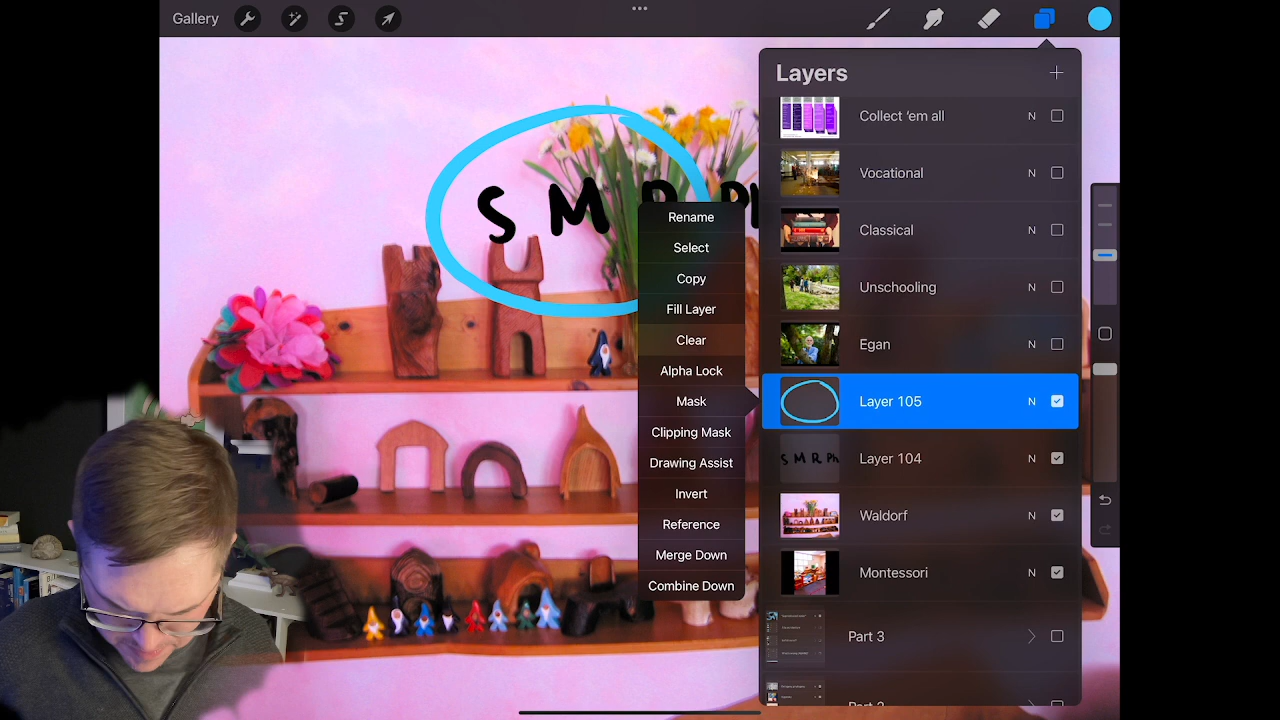 Gallery
Layers
Collect 'em all N
Vocational N
Classical N
Unschooling N
Egan N
Layer 105 N
Layer 104 N
Waldorf N
Montessori N
Part 3
S M R Ph
Rename
Select
Copy
Fill Layer
Clear
Alpha Lock
Mask
Clipping Mask
Drawing Assist
Invert
Reference
Merge Down
Combine Down